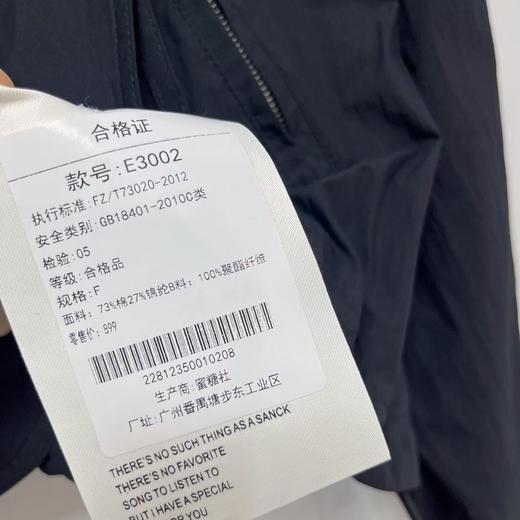 合格证
款号:E3002
执行标准: FZ/T73020-2012
安全类别: GB18401-2010C类
检验: 05
等级: 合格品
规格: F
面料: 73%棉27%锦纶B料: 100%聚酯纤维
零售价: 899
22812350010208
生产商: 蜜糖社
厂址: 广州番禺塘步东工业区
THERE'S NO SUCH THING AS A SANCK
THERE'S NO FAVORITE
SONG TO LISTEN TO
BUT I HAVE A SPECIAL